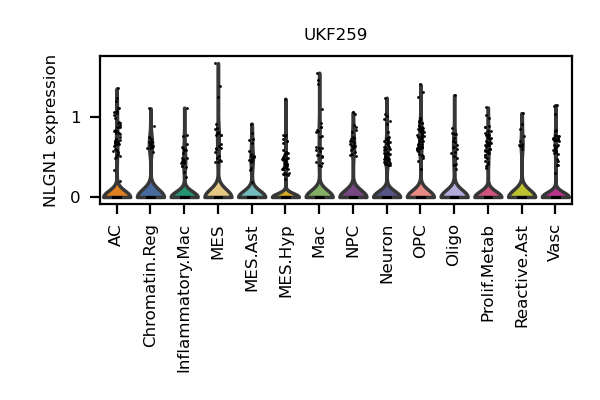 UKF259
NLGN1 expression
1
0
AC
Chromatin.Reg
Inflammatory.Mac
MES
MES.Ast
MES.Hyp
Mac
NPC
Neuron
OPC
Oligo
Prolif.Metab
Reactive.Ast
Vasc